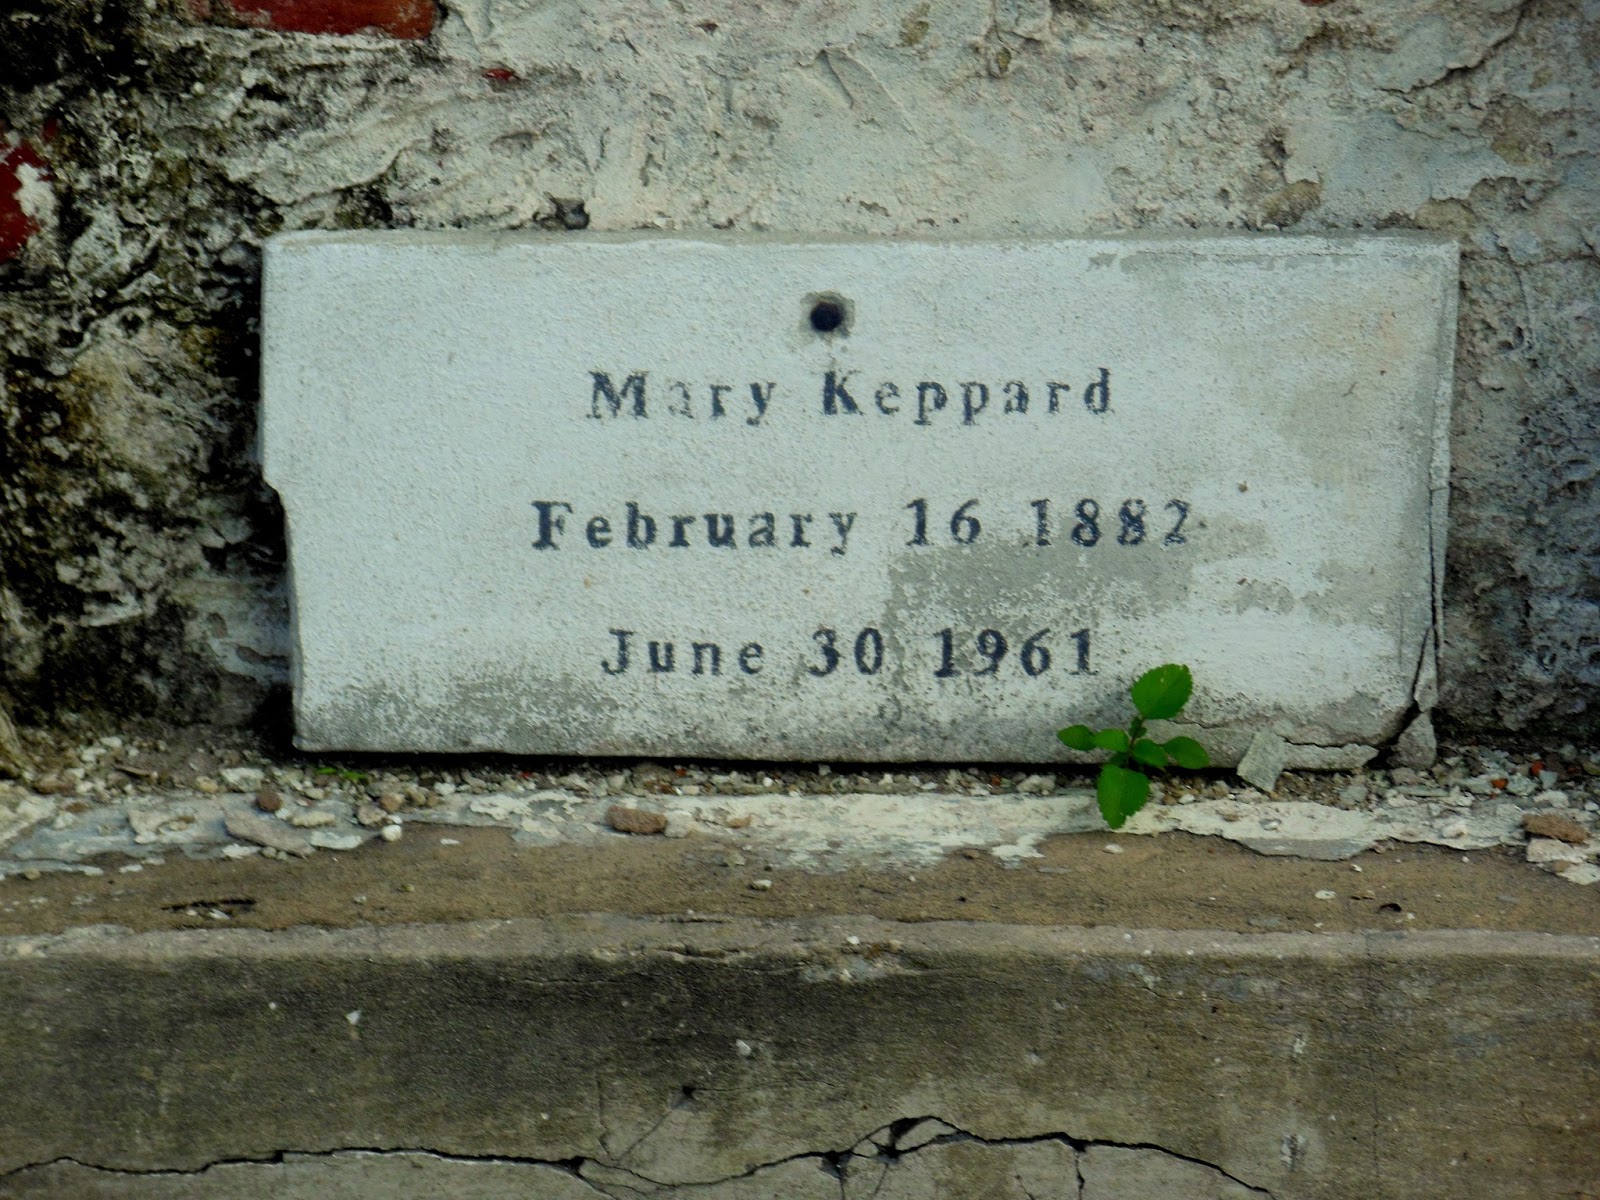 Mary Keppard
February 16 1882
June 30 1961